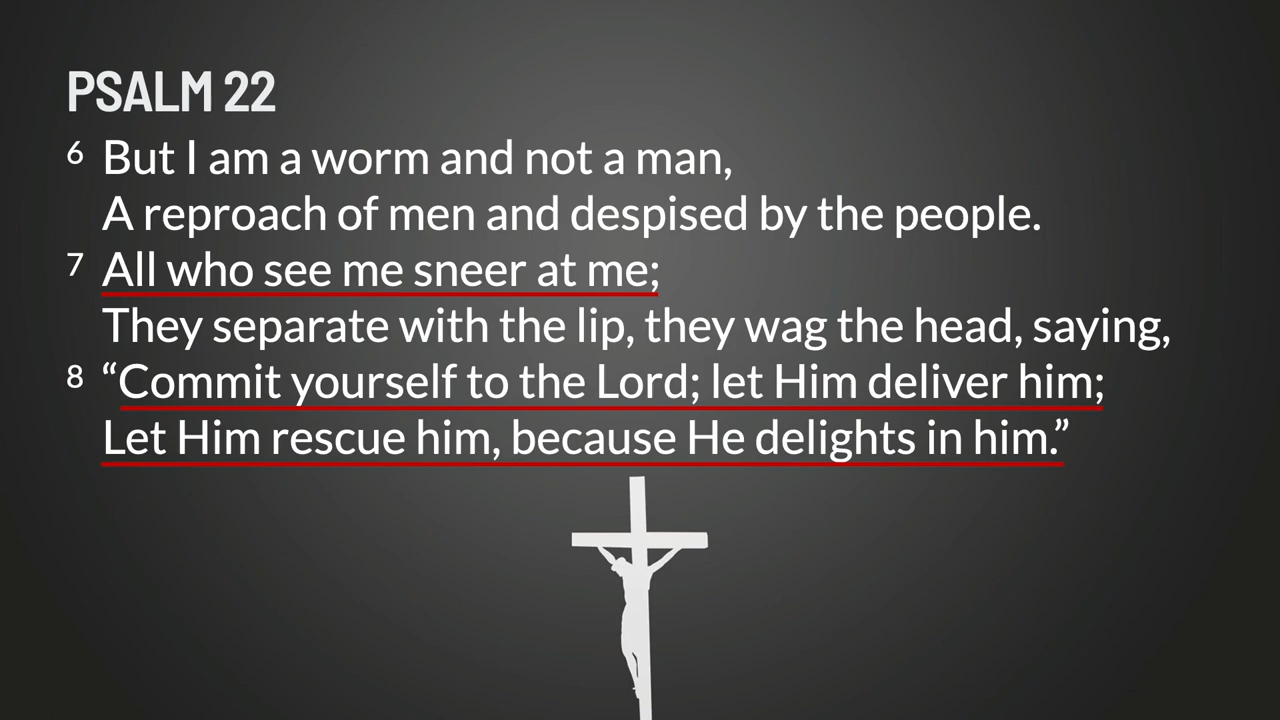 PSALM 22
6 But I am a worm and not a man,
A reproach of men and despised by the people.
7 All who see me sneer at me;
They separate with the lip, they wag the head, saying,
8 “Commit yourself to the Lord; let Him deliver him;
Let Him rescue him, because He delights in him.”